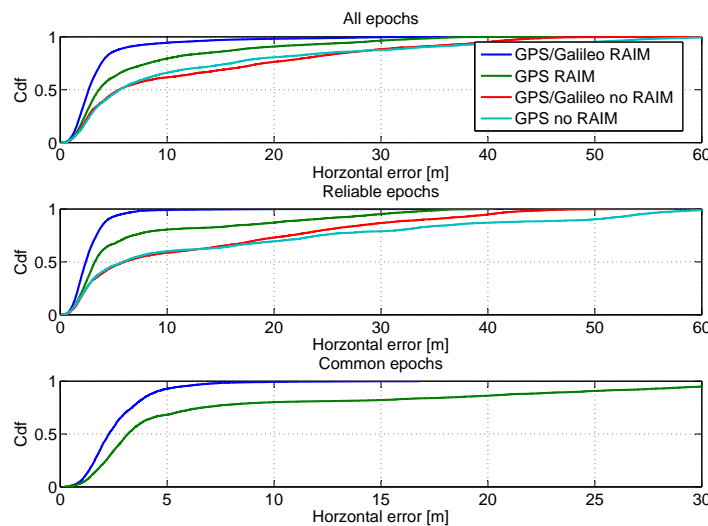 All epochs
1
0.5
0
Cdf
0 10 20 30 40 50 60
Horzontal error [m]
GPS/Galileo RAIM
GPS RAIM
GPS/Galileo no RAIM
GPS no RAIM
Reliable epochs
1
0.5
0
Cdf
0 10 20 30 40 50 60
Horzontal error [m]
Common epochs
1
0.5
0
Cdf
0 5 10 15 20 25 30
Horzontal error [m]